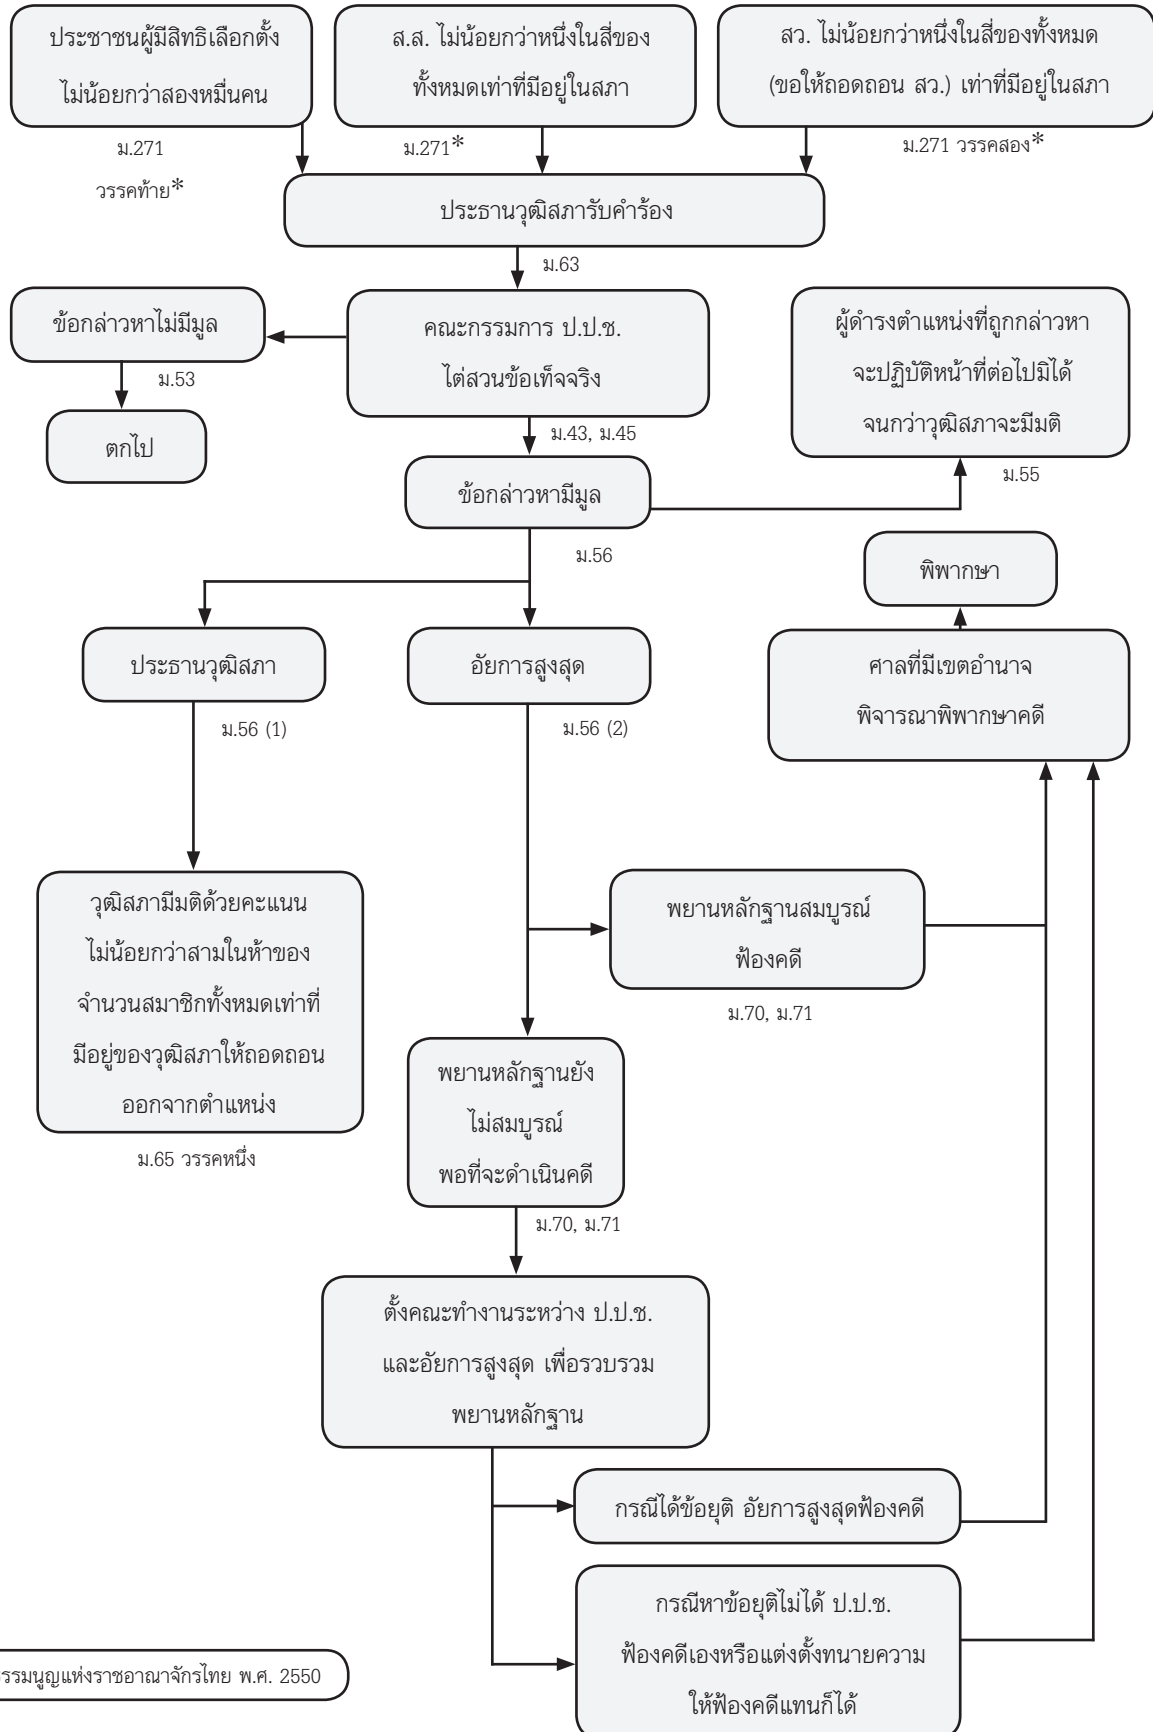 ประชาชนผู้มีสิทธิเลือกตั้ง
ไม่น้อยกว่าสองหมื่นคน
ส.ส. ไม่น้อยกว่าหนึ่งในสี่ของ
ทั้งหมดเท่าที่มีอยู่ในสภา
สว. ไม่น้อยกว่าหนึ่งในสี่ของทั้งหมด
(ขอให้ถอดถอน สว.) เท่าที่มีอยู่ในสภา
ม.271
วรรคท้าย*
ม.271*
ม.271 วรรคสอง*
ประธานวุฒิสภารับคำร้อง
ม.63
ข้อกล่าวหาไม่มีมูล
คณะกรรมการ ป.ป.ช.
ไต่สวนข้อเท็จจริง
ผู้ดำรงตำแหน่งที่ถูกกล่าวหา
จะปฏิบัติหน้าที่ต่อไปมิได้
จนกว่าวุฒิสภาจะมีมติ
ม.53
ตกไป
ม.43, ม.45
ข้อกล่าวหามีมูล
ม.55
ม.56
พิพากษา
ประธานวุฒิสภา
อัยการสูงสุด
ศาลที่มีเขตอำนาจ
พิจารณาพิพากษาคดี
ม.56 (1)
ม.56 (2)
วุฒิสภามีมติด้วยคะแนน
ไม่น้อยกว่าสามในห้าของ
จำนวนสมาชิกทั้งหมดเท่าที่
มีอยู่ของวุฒิสภาให้ถอดถอน
ออกจากตำแหน่ง
ม.65 วรรคหนึ่ง
พยานหลักฐานสมบูรณ์
ฟ้องคดี
ม.70, ม.71
พยานหลักฐานยัง
ไม่สมบูรณ์
พอที่จะดำเนินคดี
ม.70, ม.71
ตั้งคณะทำงานระหว่าง ป.ป.ช.
และอัยการสูงสุด เพื่อรวบรวม
พยานหลักฐาน
กรณีได้ข้อยุติ อัยการสูงสุดฟ้องคดี
กรณีหาข้อยุติไม่ได้ ป.ป.ช.
ฟ้องคดีเองหรือแต่งตั้งทนายความ
ให้ฟ้องคดีแทนก็ได้
ธรรมนูญแห่งราชอาณาจักรไทย พ.ศ. 2550